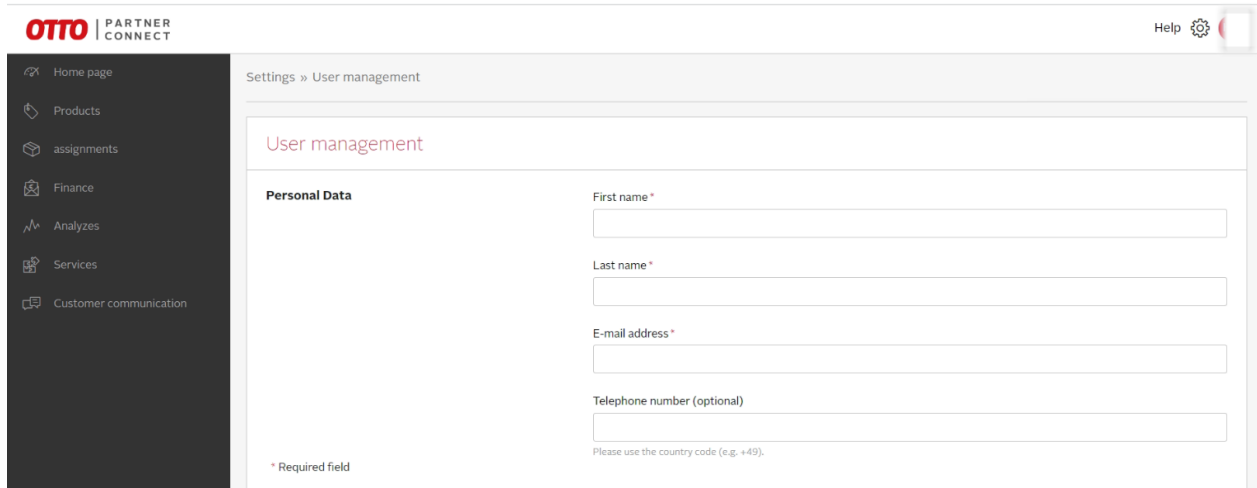 OTTO | PARTNER CONNECT
Help
Home page
Products
assignments
Finance
Analyzes
Services
Customer communication
Settings » User management
User management
Personal Data
First name *
Last name *
E-mail address *
Telephone number (optional)
Please use the country code (e.g. +49).
* Required field